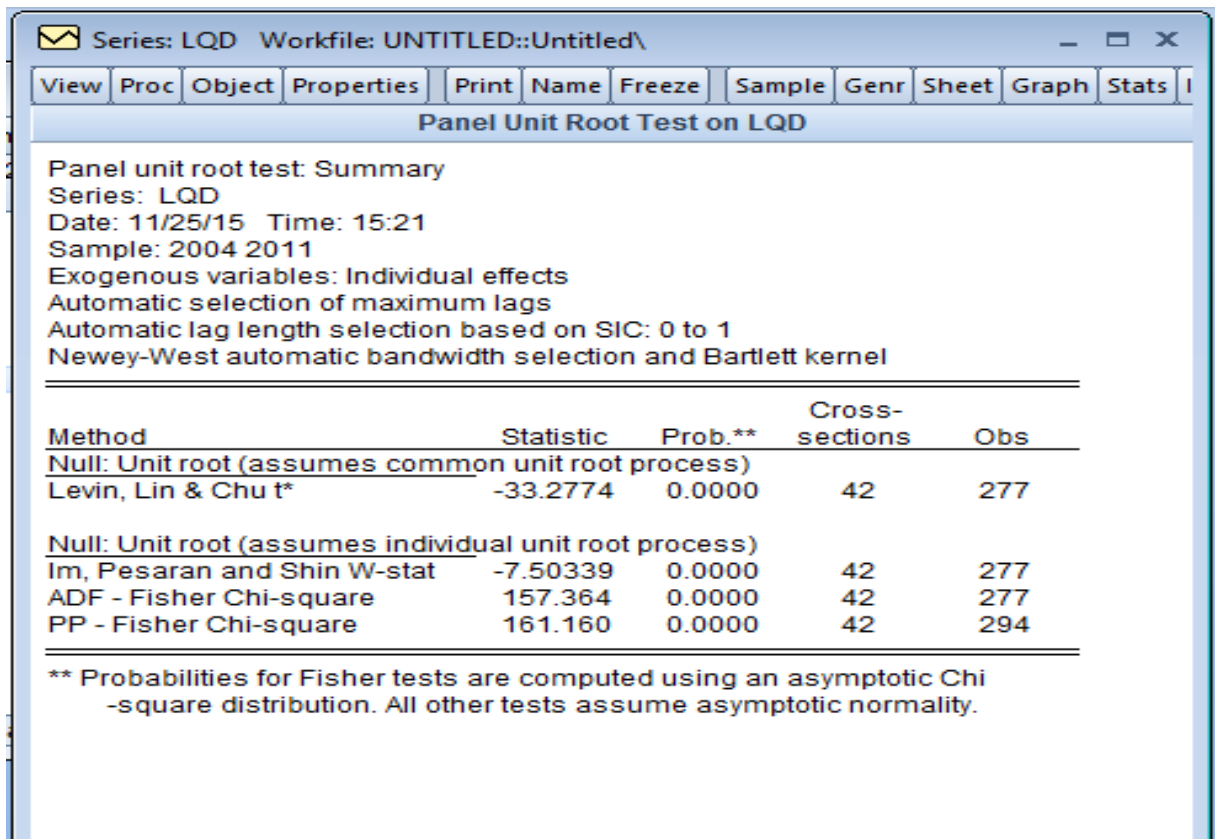 Series: LQD Workfile: UNTITLED::Untitled\
View Proc Object Properties Print Name Freeze Sample Genr Sheet Graph Stats
Panel Unit Root Test on LQD
Panel unit root test: Summary
Series: LQD
Date: 11/25/15 Time: 15:21
Sample: 2004 2011
Exogenous variables: Individual effects
Automatic selection of maximum lags
Automatic lag length selection based on SIC: 0 to 1
Newey-West automatic bandwidth selection and Bartlett kernel
Cross-
Method Statistic Prob.** sections Obs
Null: Unit root (assumes common unit root process)
Levin, Lin & Chu t* -33.2774 0.0000 42 277
Null: Unit root (assumes individual unit root process)
Im, Pesaran and Shin W-stat -7.50339 0.0000 42 277
ADF - Fisher Chi-square 157.364 0.0000 42 277
PP - Fisher Chi-square 161.160 0.0000 42 294
** Probabilities for Fisher tests are computed using an asymptotic Chi
-square distribution. All other tests assume asymptotic normality.